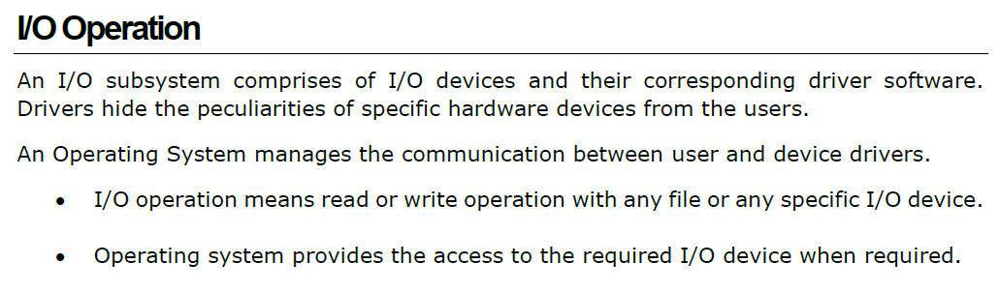 I/O Operation
An I/O subsystem comprises of I/O devices and their corresponding driver software.
Drivers hide the peculiarities of specific hardware devices from the users.
An Operating System manages the communication between user and device drivers.
• I/O operation means read or write operation with any file or any specific I/O device.
• Operating system provides the access to the required I/O device when required.